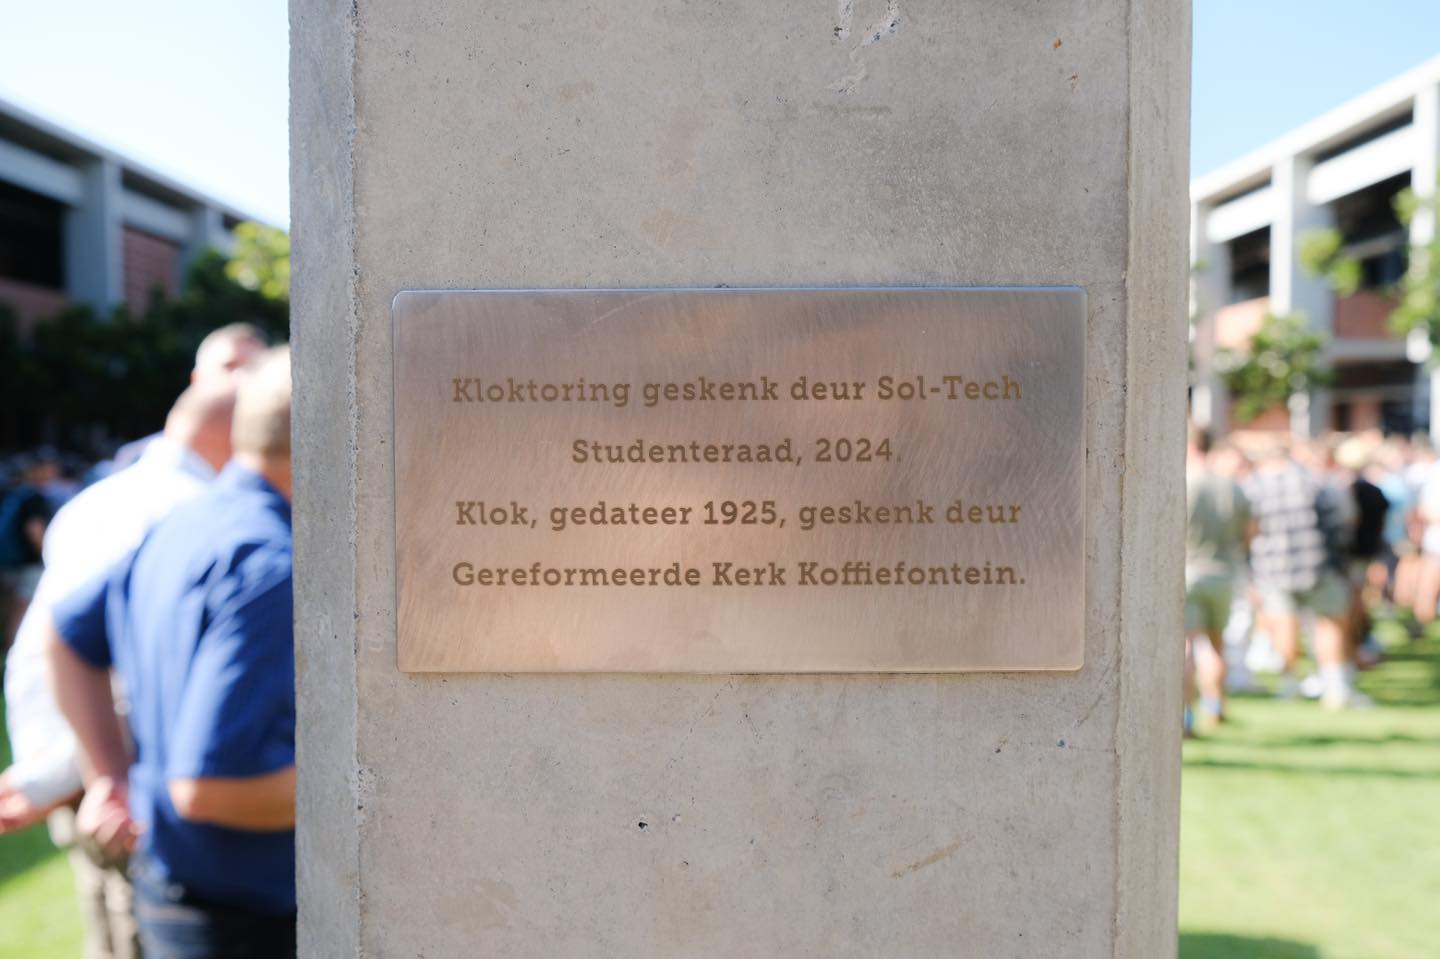 Kloktoring geskenk deur Sol-Tech
Studenteraad, 2024.
Klok, gedateer 1925, geskenk deur
Gereformeerde Kerk Koffiefontein.